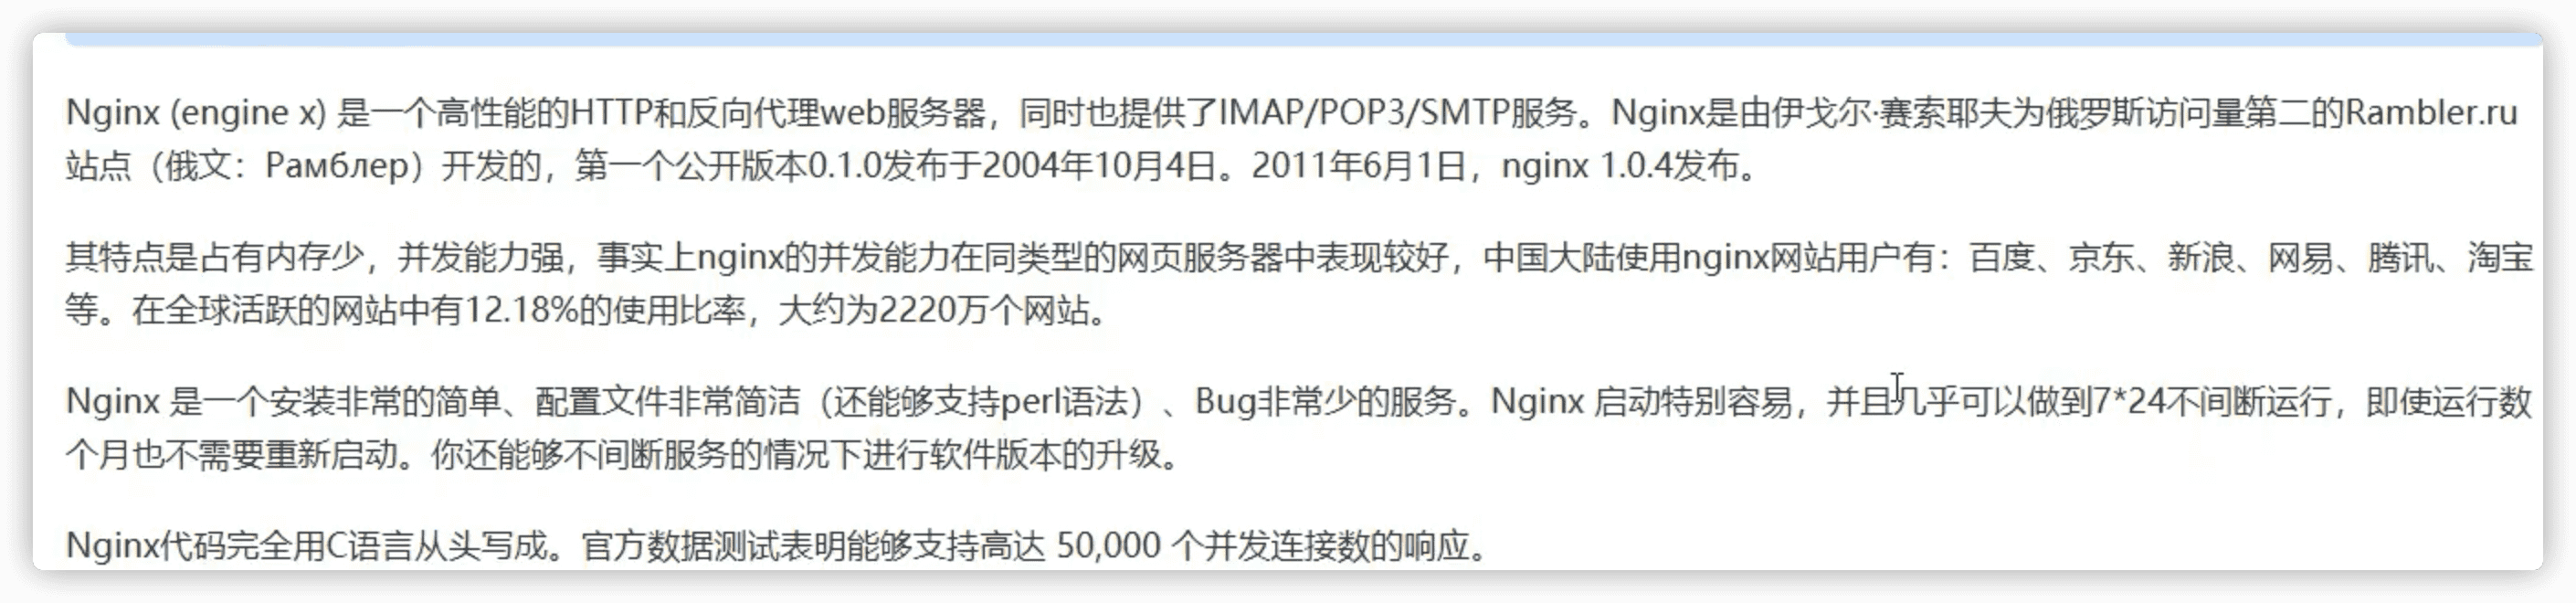 Nginx (engine x) 是一个高性能的HTTP和反向代理web服务器，同时也提供了IMAP/POP3/SMTP服务。Nginx是由伊戈尔·赛索耶夫为俄罗斯访问量第二的Rambler.ru
站点（俄文：Рамблер）开发的，第一个公开版本0.1.0发布于2004年10月4日。2011年6月1日，nginx 1.0.4发布。
其特点是占有内存少，并发能力强，事实上nginx的并发能力在同类型的网页服务器中表现较好，中国大陆使用nginx网站用户有：百度、京东、新浪、网易、腾讯、淘宝
等。在全球活跃的网站中有12.18%的使用比率，大约为2220万个网站。
Nginx 是一个安装非常的简单、配置文件非常简洁（还能够支持perl语法）、Bug非常少的服务。Nginx 启动特别容易，并且几乎可以做到7*24不间断运行，即使运行数
个月也不需要重新启动。你还能够不间断服务的情况下进行软件版本的升级。
Nginx代码完全用C语言从头写成。官方数据测试表明能够支持高达 50,000 个并发连接数的响应。